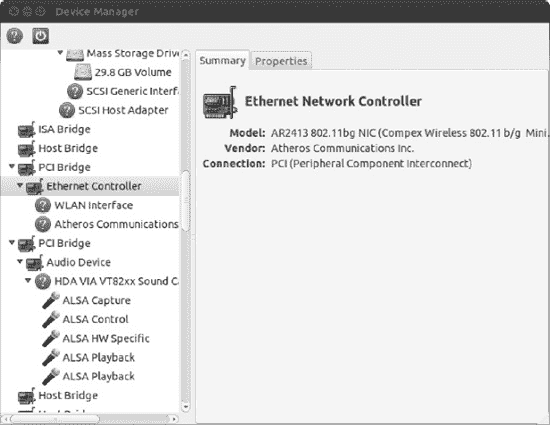 Device Manager
Mass Storage Drive
29.8 GB Volume
SCSI Generic Interf
SCSI Host Adapter
ISA Bridge
Host Bridge
PCI Bridge
Ethernet Controller
WLAN Interface
Atheros Communications
PCI Bridge
Audio Device
HDA VIA VT82xx Sound C
ALSA Capture
ALSA Control
ALSA HW Specific
ALSA Playback
ALSA Playback
Host Bridge
Host Bridge
Summary Properties
Ethernet Network Controller
Model: AR2413 802.11bg NIC (Compex Wireless 802.11 b/g Mini
Vendor: Atheros Communications Inc.
Connection: PCI (Peripheral Component Interconnect)